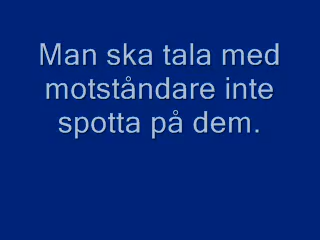 Man ska tala med
motståndare inte
spotta på dem.